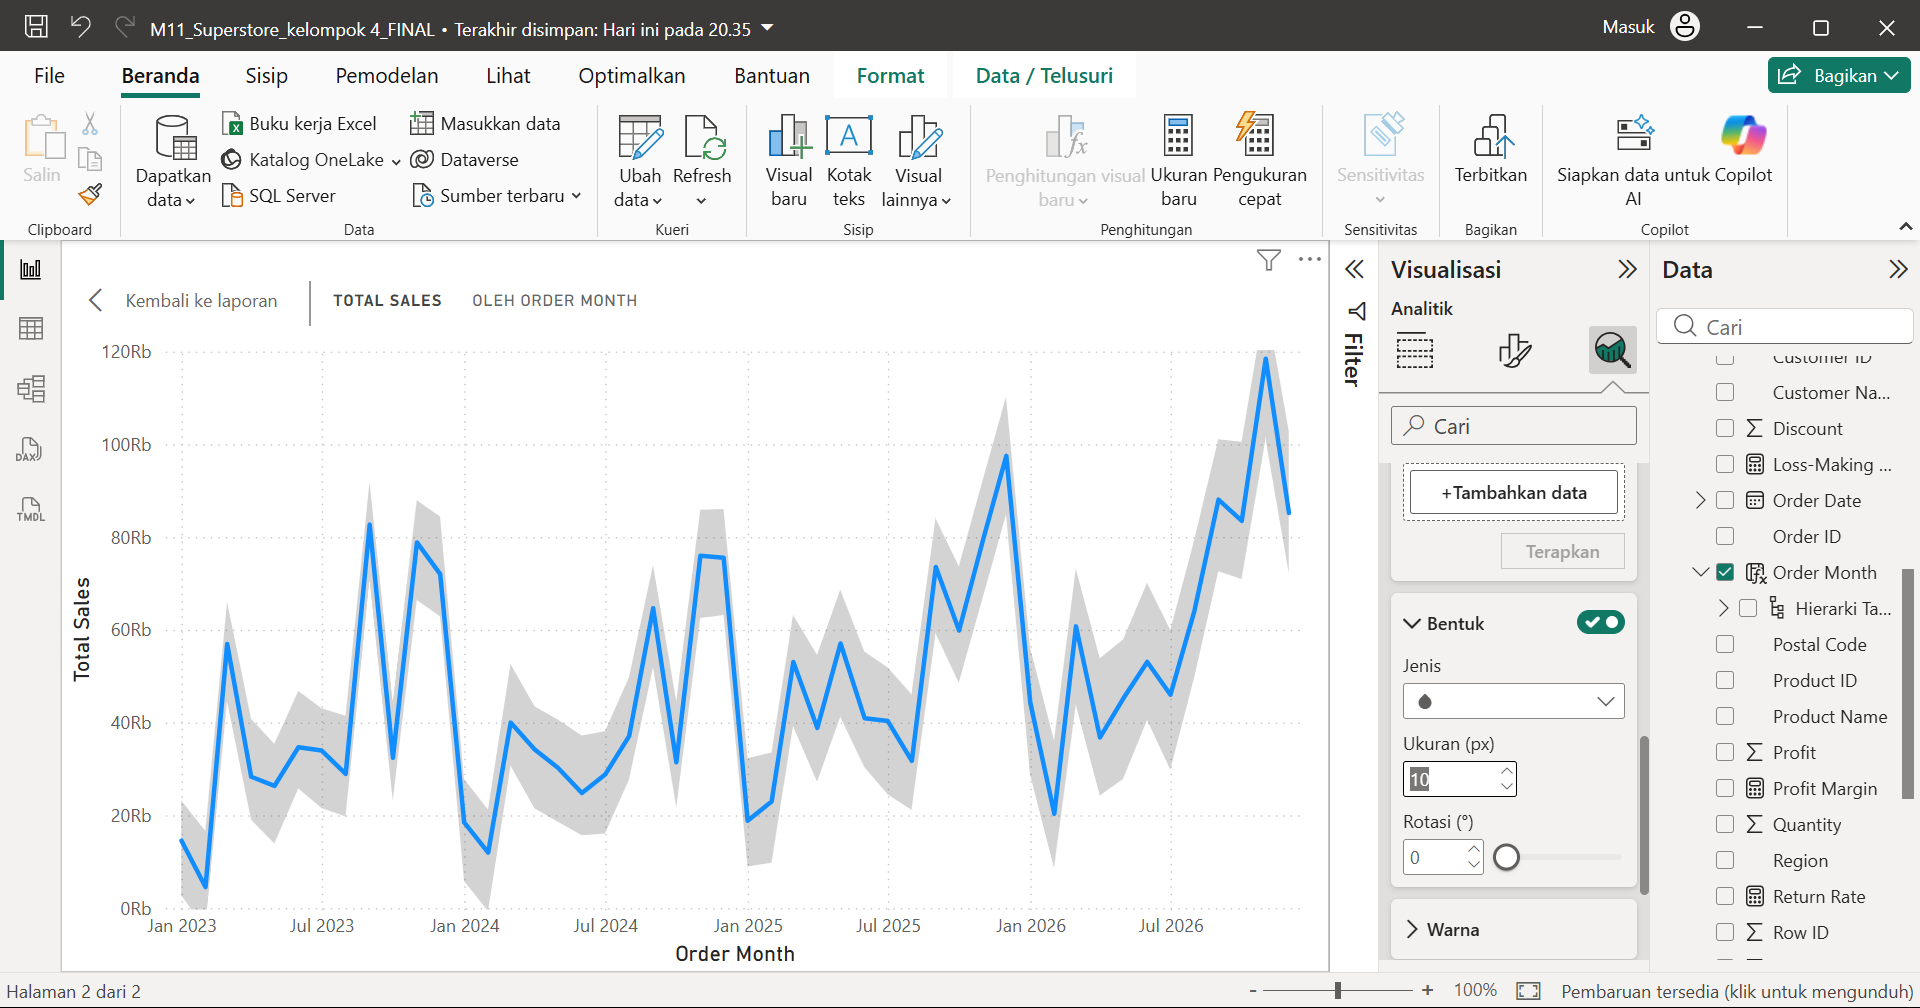 M11_Superstore_kelompok 4_FINAL • Terakhir disimpan: Hari ini pada 20.35
Masuk
File
Beranda
Sisip
Pemodelan
Lihat
Optimalkan
Bantuan
Format
Data / Telusuri
Bagikan
Salin
Clipboard
Dapatkan
data
Buku kerja Excel
Katalog OneLake
SQL Server
Masukkan data
Dataverse
Sumber terbaru
Data
Ubah
data
Refresh
Kueri
Visual
baru
Kotak
teks
Visual
lainnya
Sisip
Penghitungan visual
baru
Ukuran
baru
Pengukuran
cepat
Penghitungan
Sensitivitas
Sensitivitas
Terbitkan
Bagikan
Siapkan data untuk
AI
Copilot
Copilot
DAX
TMDL
Kembali ke laporan
TOTAL SALES
OLEH ORDER MONTH
Total Sales
120Rb
100Rb
80Rb
60Rb
40Rb
20Rb
0Rb
Jan 2023
Jul 2023
Jan 2024
Jul 2024
Jan 2025
Jul 2025
Jan 2026
Jul 2026
Order Month
Filter
Visualisasi
Analitik
Cari
+Tambahkan data
Terapkan
Bentuk
Jenis
Ukuran (px)
10
Rotasi (°)
0
Warna
Data
Cari
Customer ID
Customer Na...
Discount
Loss-Making ...
Order Date
Order ID
Order Month
Hierarki Ta...
Postal Code
Product ID
Product Name
Profit
Profit Margin
Quantity
Region
Return Rate
Row ID
Halaman 2 dari 2
- + 100%
Pembaruan tersedia (klik untuk mengunduh)